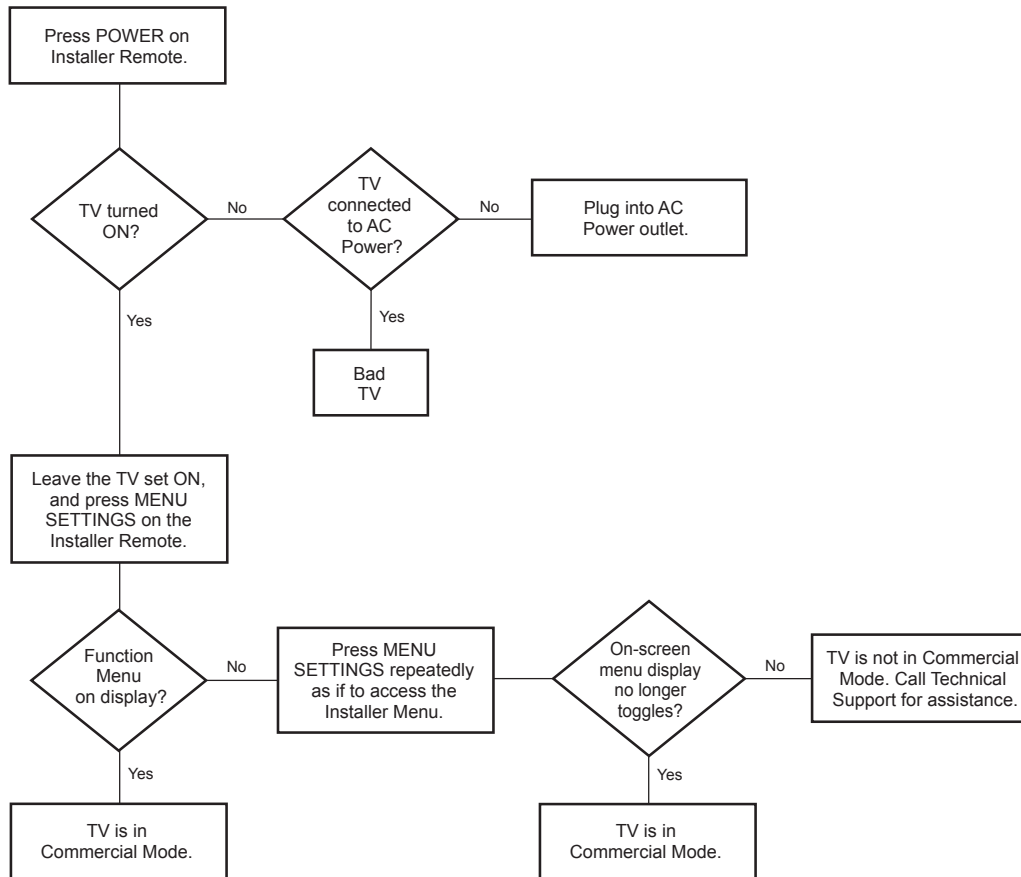 Press POWER on
Installer Remote.
TV turned
ON?
No
TV
connected
to AC
Power?
No
Plug into AC
Power outlet.
Yes
Yes
Bad
TV
Leave the TV set ON,
and press MENU
SETTINGS on the
Installer Remote.
Function
Menu
on display?
No
Press MENU
SETTINGS repeatedly
as if to access the
Installer Menu.
On-screen
menu display
no longer
toggles?
No
TV is not in Commercial
Mode. Call Technical
Support for assistance.
Yes
Yes
TV is in
Commercial Mode.
TV is in
Commercial Mode.